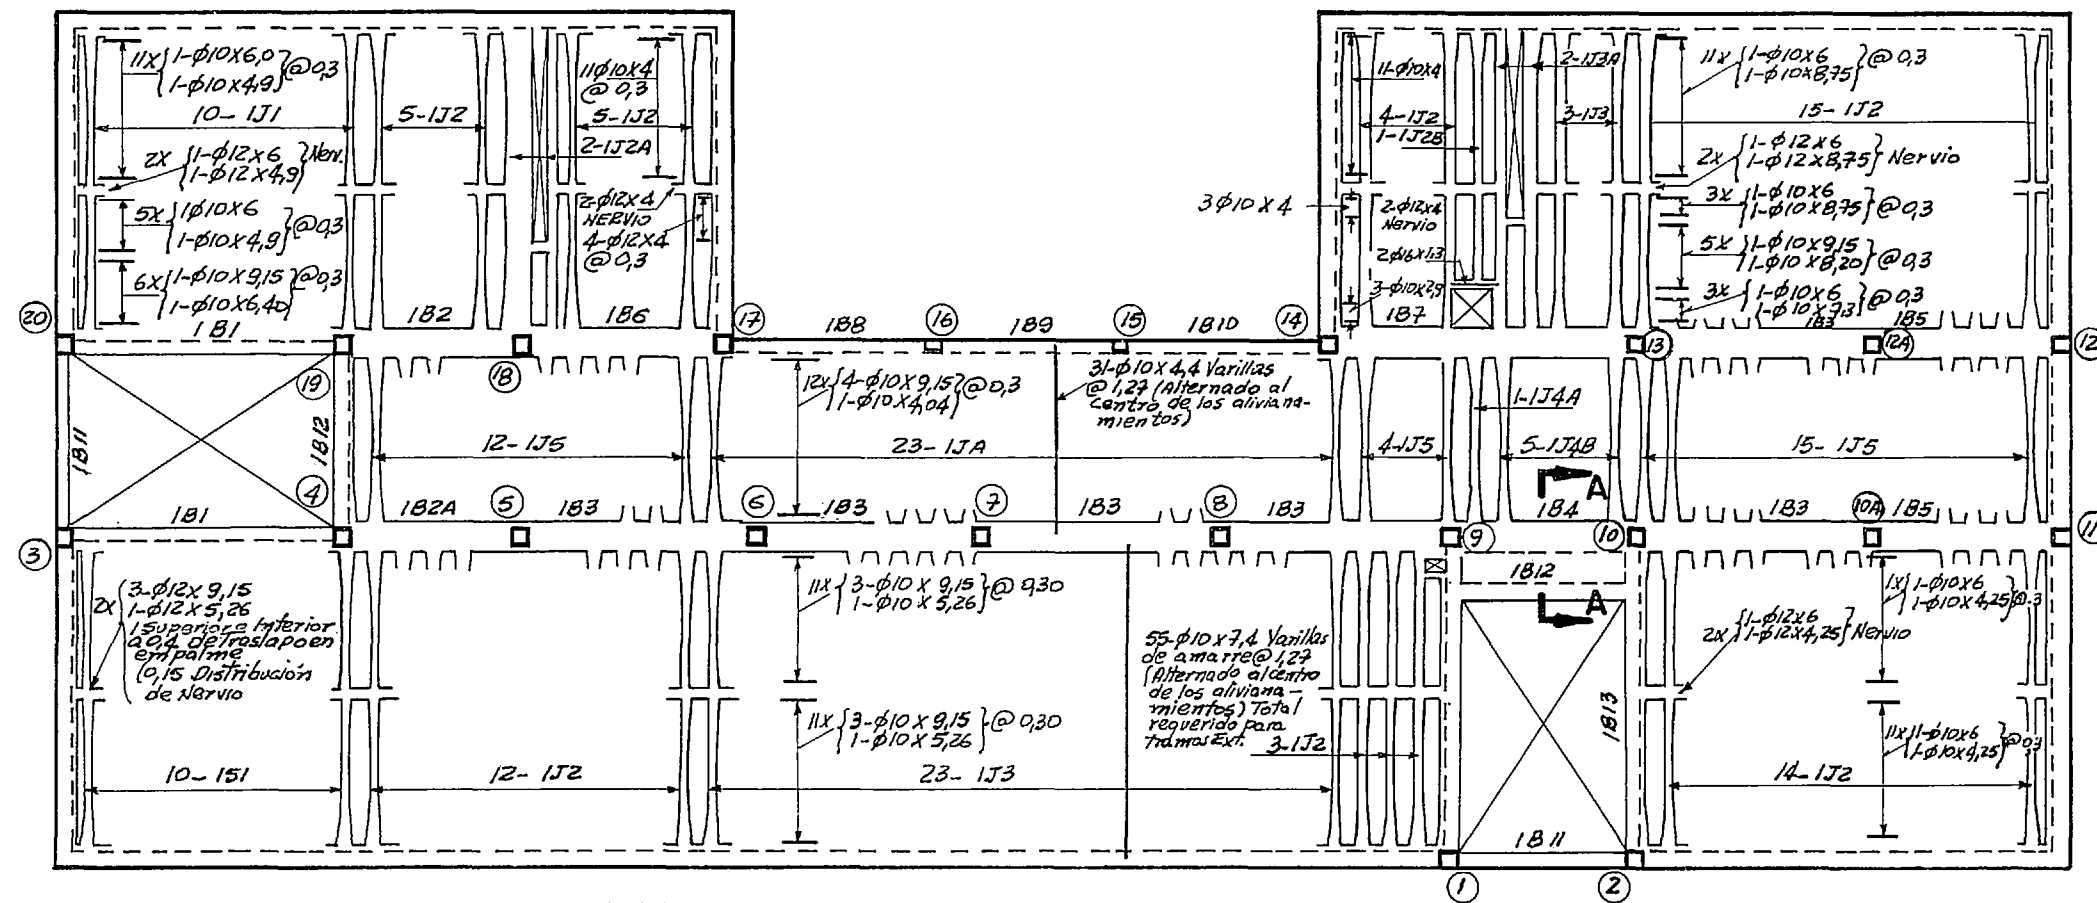 11x {1-φ10x6,0
1-φ10x4,9} @0,3
10-1J1
5-1J2
11φ10x4
@ 0,3
5-1J2
2-1J2A
2x {1-φ12x6
1-φ12x4,9} Nerv.
5x {1φ10x6
1-φ10x4,9} @0,3
6x {1-φ10x9,15
1-φ10x6,40} @0,3
2-φ12x4
NERVIO
4-φ12x4
@ 0,3
1B1
1B2
1B6
11-φ10x4
4-1J2
1-1J2B
2-1J3A
3-1J3
11x {1-φ10x6
1-φ10x8,75} @ 0,3
15-1J2
2x {1-φ12x6
1-φ12x8,75} Nervio
3φ10x4
2-φ12x4
Nervio
2φ16x1,3
3-φ10x2,9
1B7
3x {1-φ10x6
1-φ10x8,75} @0,3
5x {1-φ10x9,15
1-φ10x8,20} @0,3
3x {1-φ10x6
1-φ10x9,3} @0,3
1B3
1B5
20
19
18
17
1B8
16
1B9
15
1B10
14
13
12A
12
1B11
1B12
12x {4-φ10x9,15
1-φ10x4,04} @0,3
31-φ10x4,4 Varillas
@ 1,27 (Alternado al
centro de los aliviana-
mientos)
1-1J4A
12-1J5
23-1JA
4-1J5
5-1J4B
15-1J5
A
1B1
4
1B2A
5
1B3
6
1B3
7
1B3
8
1B3
1B4
1B3
10A
1B5
3
9
10
11
1B12
A
2x {3-φ12x9,15
1-φ12x5,26
1 Superior e Inferior
a 0,4 de Traslapo en
empalme
(0,15 Distribución
de Nervio
11x {3-φ10x9,15
1-φ10x5,26} @ 0,30
11x {3-φ10x9,15
1-φ10x5,26} @0,30
55-φ10x7,4 Varillas
de amarre @ 1,27
(Alternado al centro
de los aliviana-
mientos) Total
requerido para
tramos Ext.
3-1J2
1B13
1x {1-φ10x6
1-φ10x4,25} @0,3
2x {1-φ12x6
1-φ12x4,25} Nervio
11x {1-φ10x6
1-φ10x4,25} @0,3
10-1S1
12-1J2
23-1J3
14-1J2
1B11
1
2